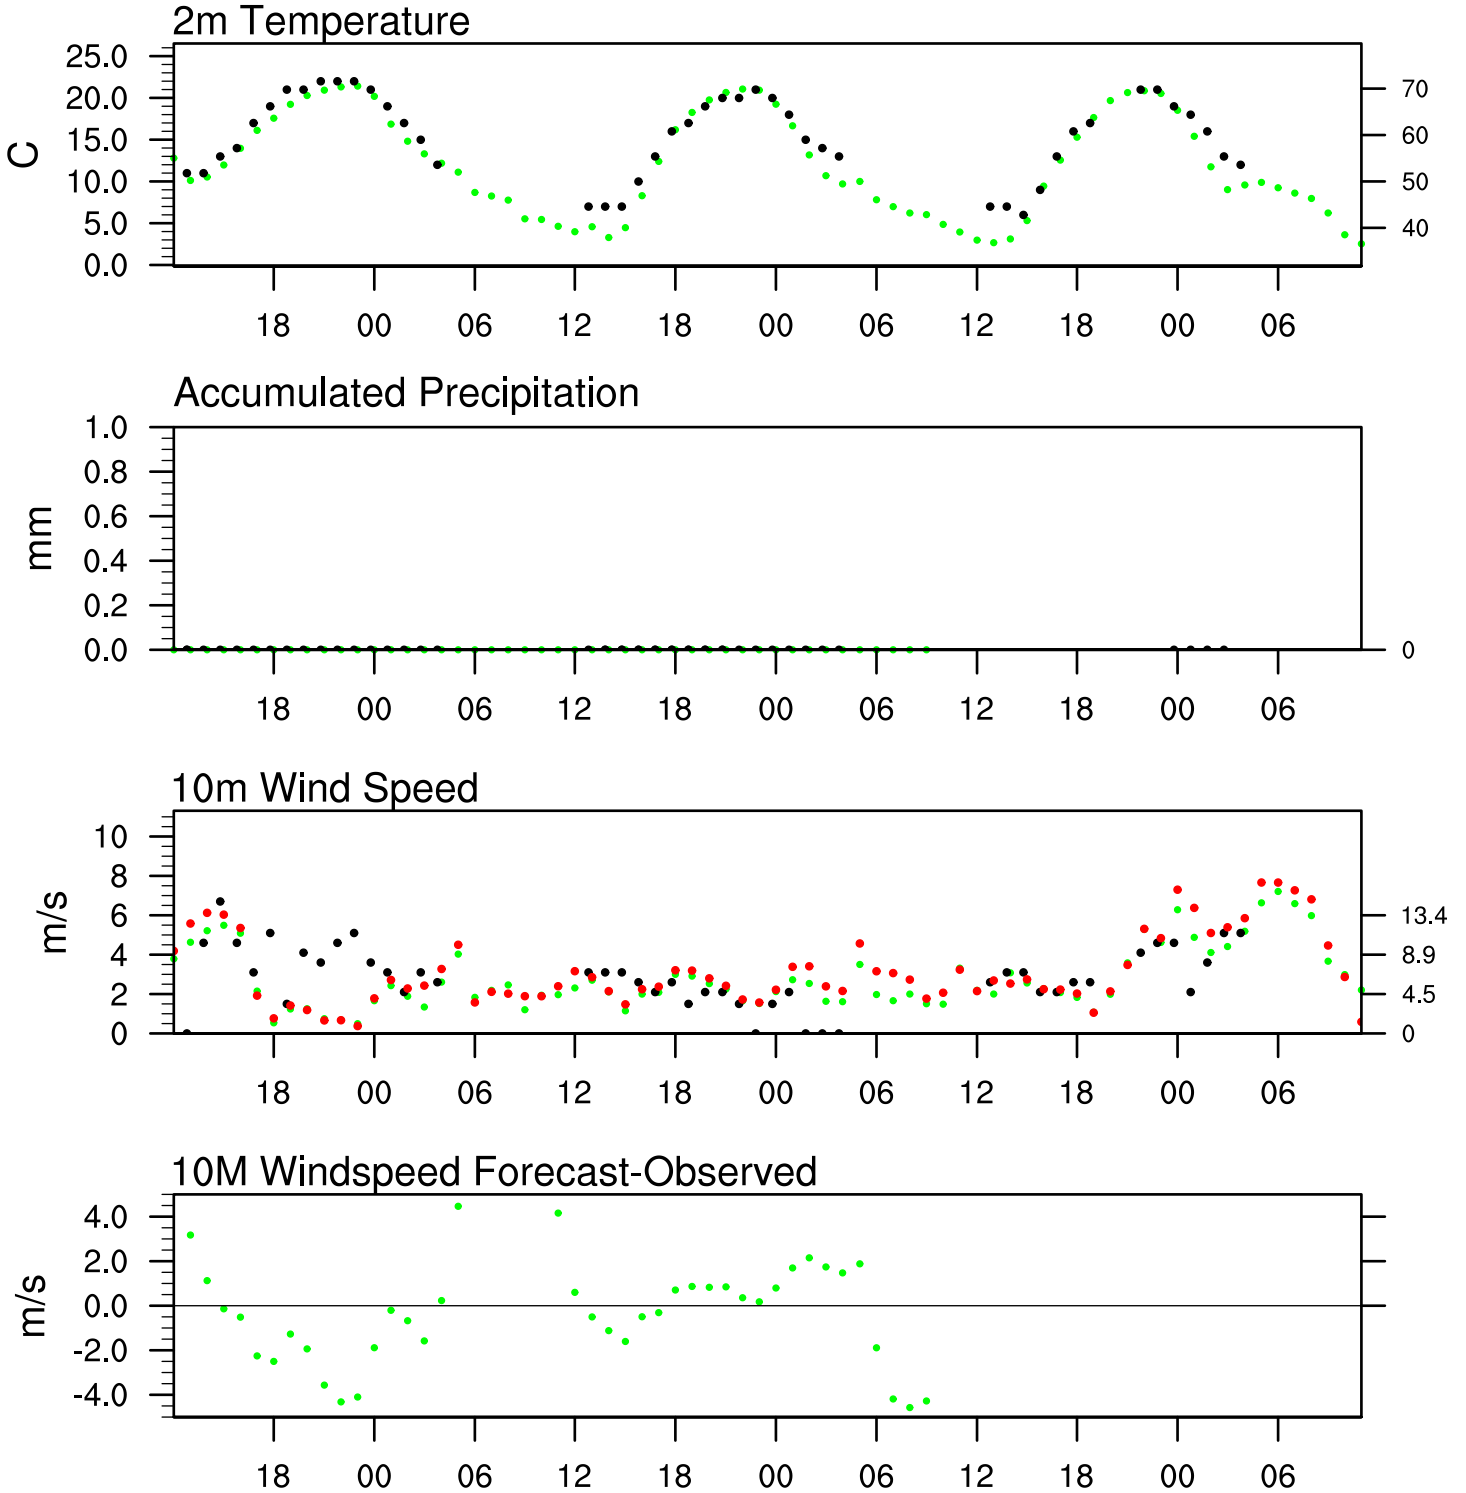 2m Temperature
25.0
20.0
15.0
10.0
5.0
0.0
C
70
60
50
40
18 00 06 12 18 00 06 12 18 00 06
Accumulated Precipitation
1.0
0.8
0.6
0.4
0.2
0.0
mm
0
18 00 06 12 18 00 06 12 18 00 06
10m Wind Speed
10
8
6
4
2
0
m/s
13.4
8.9
4.5
0
18 00 06 12 18 00 06 12 18 00 06
10M Windspeed Forecast-Observed
4.0
2.0
0.0
-2.0
-4.0
m/s
18 00 06 12 18 00 06 12 18 00 06